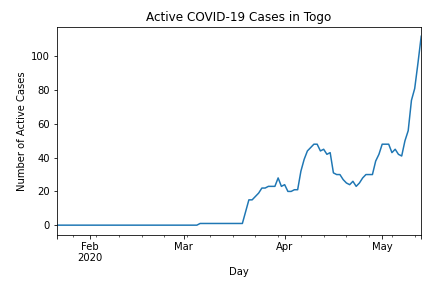 Active COVID-19 Cases in Togo
Number of Active Cases
100
80
60
40
20
0
Feb
2020
Mar
Apr
May
Day